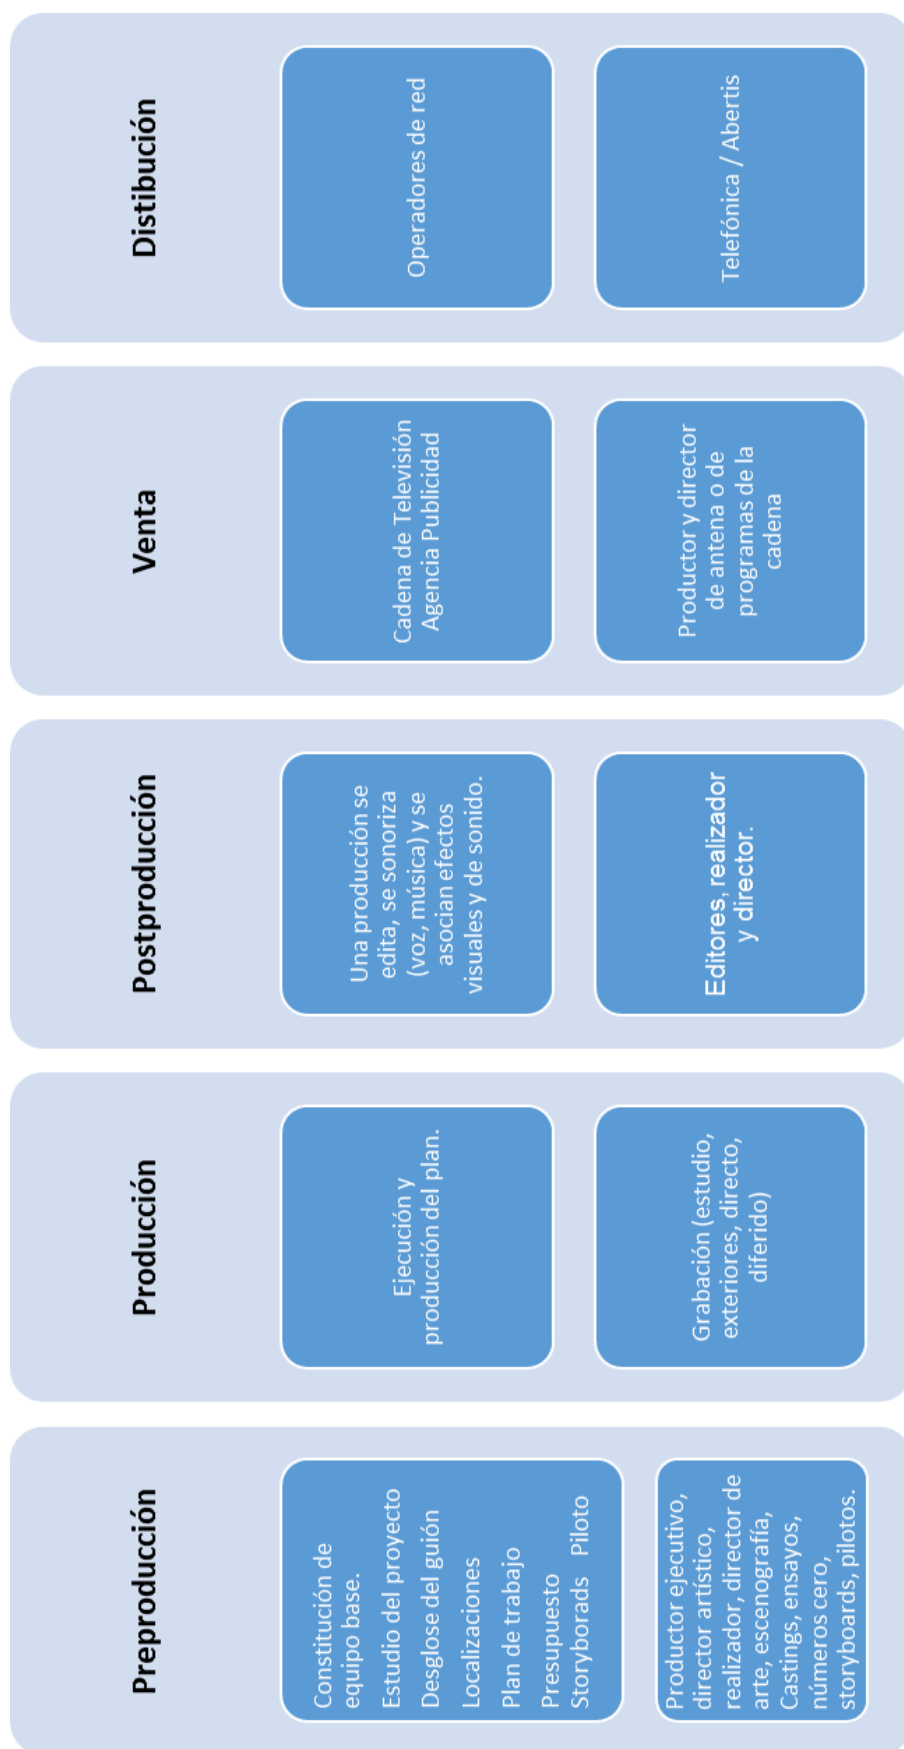 Preproducción
Constitución de
equipo base.
Estudio del proyecto
Desglose del guión
Localizaciones
Plan de trabajo
Presupuesto
Storyborads Piloto
Productor ejecutivo,
director artístico,
realizador, director de
arte, escenografía,
Castings, ensayos,
números cero,
storyboards, pilotos.
Producción
Ejecución y
producción del plan.
Grabación (estudio,
exteriores, directo,
diferido)
Postproducción
Una producción se
edita, se sonoriza
(voz, música) y se
asocian efectos
visuales y de sonido.
Editores, realizador
y director.
Venta
Cadena de Televisión
Agencia Publicidad
Productor y director
de antena o de
programas de la
cadena
Distibución
Operadores de red
Telefónica / Abertis